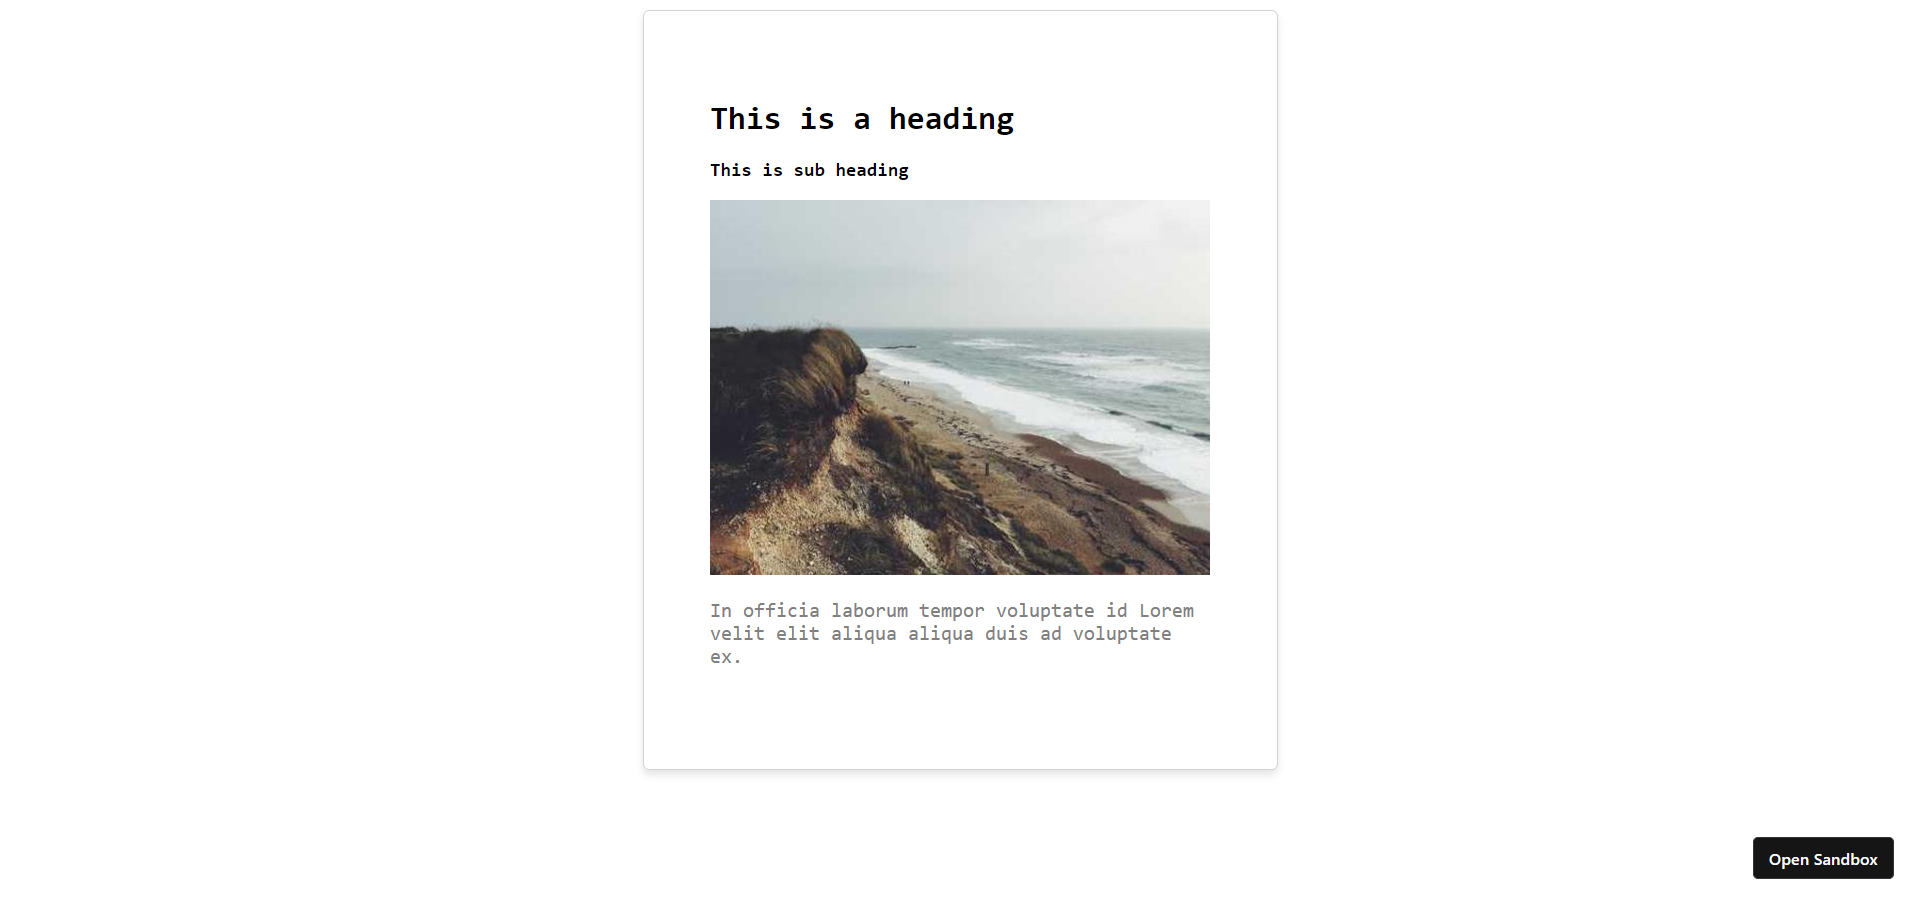 This is a heading
This is sub heading
In officia laborum tempor voluptate id Lorem
velit elit aliqua aliqua duis ad voluptate
ex.
Open Sandbox